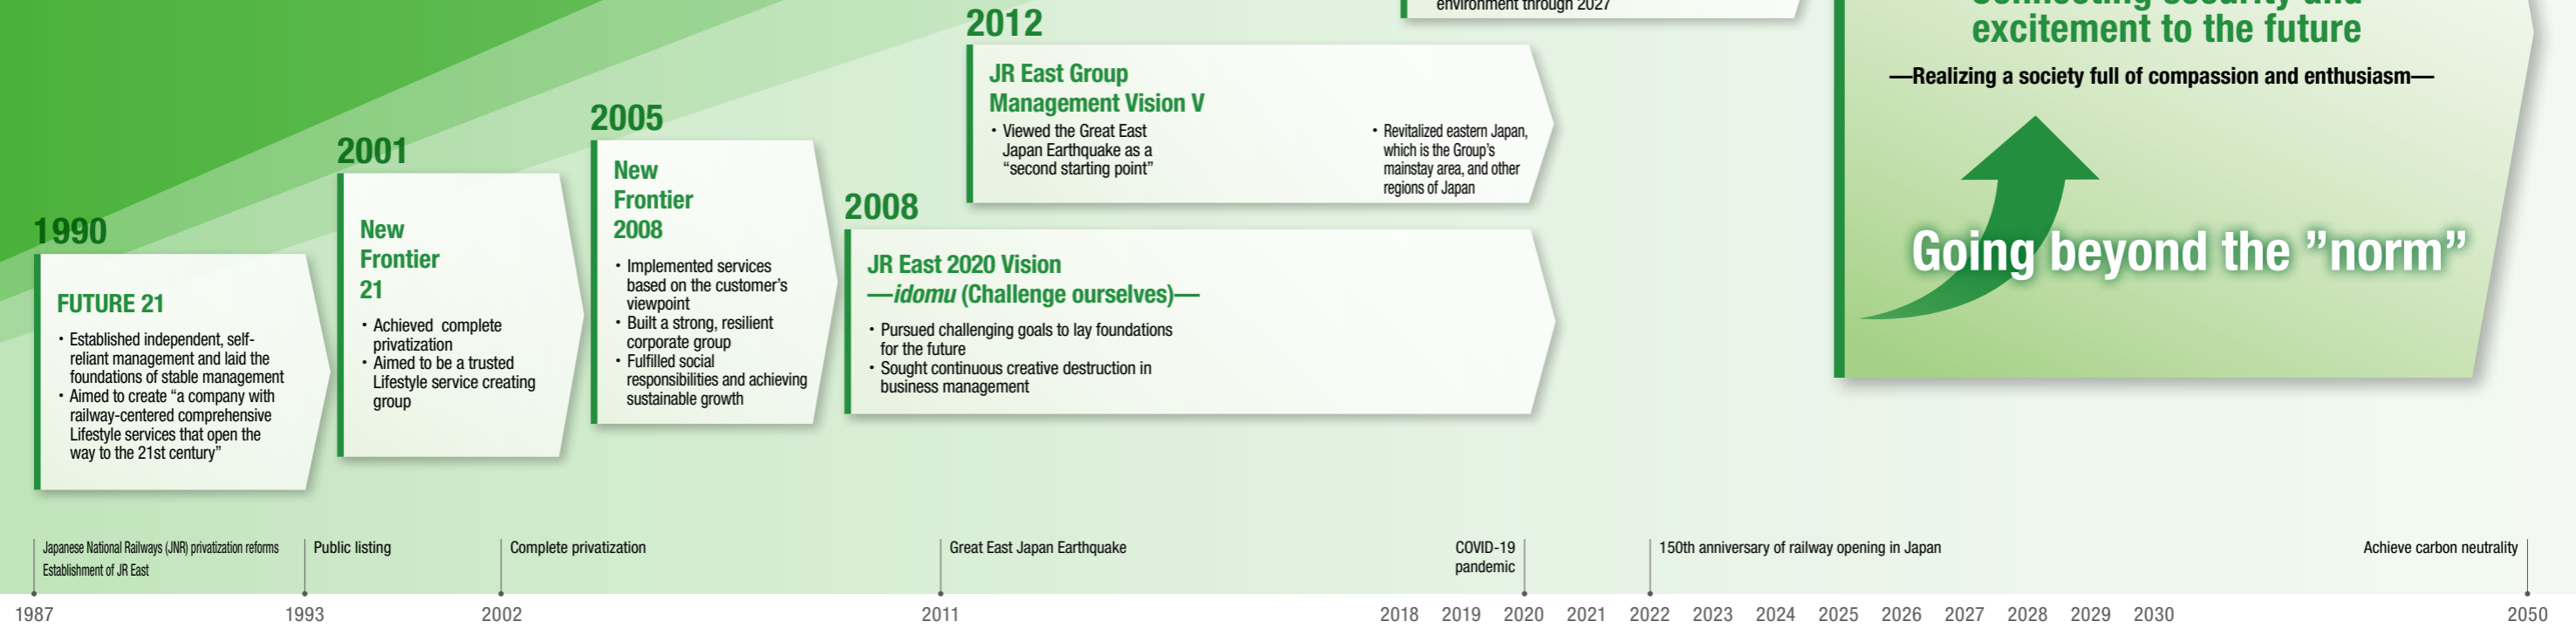 environment through 2027
excitement to the future
—Realizing a society full of compassion and enthusiasm—
Going beyond the ”norm”
2012
JR East Group
Management Vision V
・Viewed the Great East
Japan Earthquake as a
“second starting point”
・Revitalized eastern Japan,
which is the Group’s
mainstay area, and other
regions of Japan
2005
New
Frontier
2008
・Implemented services
based on the customer’s
viewpoint
・Built a strong, resilient
corporate group
・Fulfilled social
responsibilities and achieving
sustainable growth
2001
New
Frontier
21
・Achieved complete
privatization
・Aimed to be a trusted
Lifestyle service creating
group
2008
JR East 2020 Vision
—idomu (Challenge ourselves)—
・Pursued challenging goals to lay foundations
for the future
・Sought continuous creative destruction in
business management
1990
FUTURE 21
・Established independent, self-
reliant management and laid the
foundations of stable management
・Aimed to create “a company with
railway-centered comprehensive
Lifestyle services that open the
way to the 21st century”
Japanese National Railways (JNR) privatization reforms
Establishment of JR East
Public listing
Complete privatization
Great East Japan Earthquake
COVID-19
pandemic
150th anniversary of railway opening in Japan
Achieve carbon neutrality
1987 1993 2002 2011 2018 2019 2020 2021 2022 2023 2024 2025 2026 2027 2028 2029 2030 2050